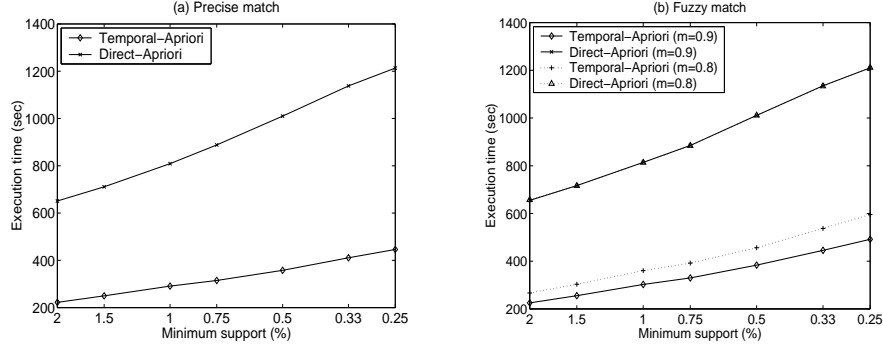 (a) Precise match
Execution time (sec)
1400
1200
1000
800
600
400
200
Temporal−Apriori
Direct−Apriori
2 1.5 1 0.75 0.5 0.33 0.25
Minimum support (%)
(b) Fuzzy match
Execution time (sec)
1400
1200
1000
800
600
400
200
Temporal−Apriori (m=0.9)
Direct−Apriori (m=0.9)
Temporal−Apriori (m=0.8)
Direct−Apriori (m=0.8)
2 1.5 1 0.75 0.5 0.33 0.25
Minimum support (%)